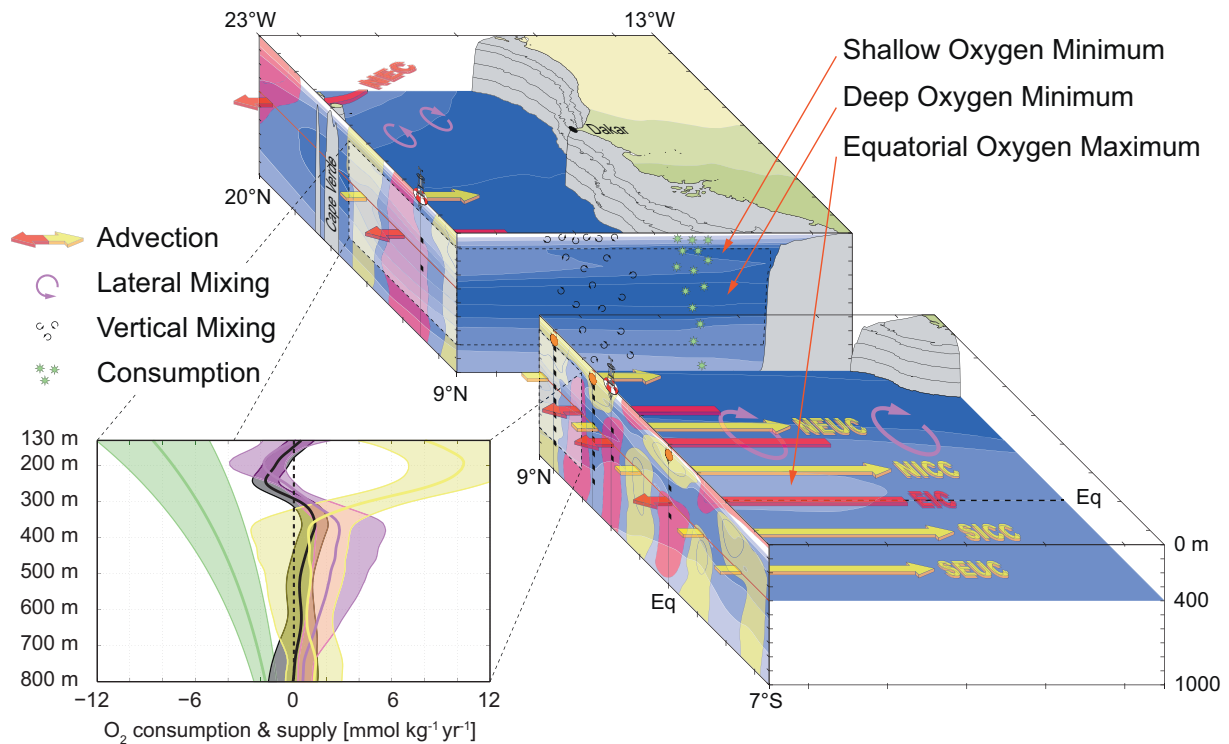 23°W
13°W
NEC
Shallow Oxygen Minimum
Deep Oxygen Minimum
Equatorial Oxygen Maximum
Dakar
20°N
Cape Verde
Advection
Lateral Mixing
Vertical Mixing
Consumption
9°N
9°N
NEUC
NICC
EIC
Eq
SICC
SEUC
Eq
0 m
400
1000
7°S
130 m
200 m
300 m
400 m
500 m
600 m
700 m
800 m
−12 −6 0 6 12
O₂ consumption & supply [mmol kg⁻¹ yr⁻¹]